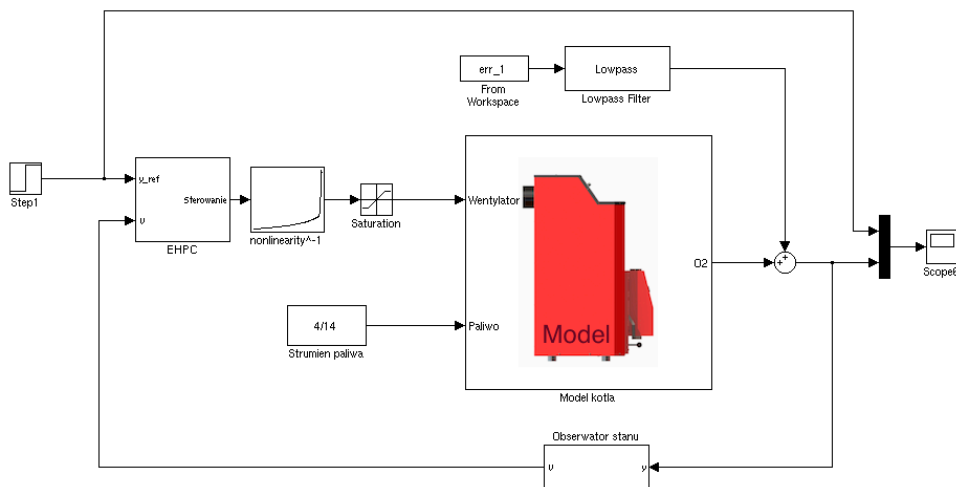 err_1
From
Workspace
Lowpass
Lowpass Filter
Step1
y_ref
Sterowanie
EHPC
nonlinearity^-1
Saturation
Wentylator
O2
Paliwo
Model
Model kotla
4/14
Strumien paliwa
Obserwator stanu
y